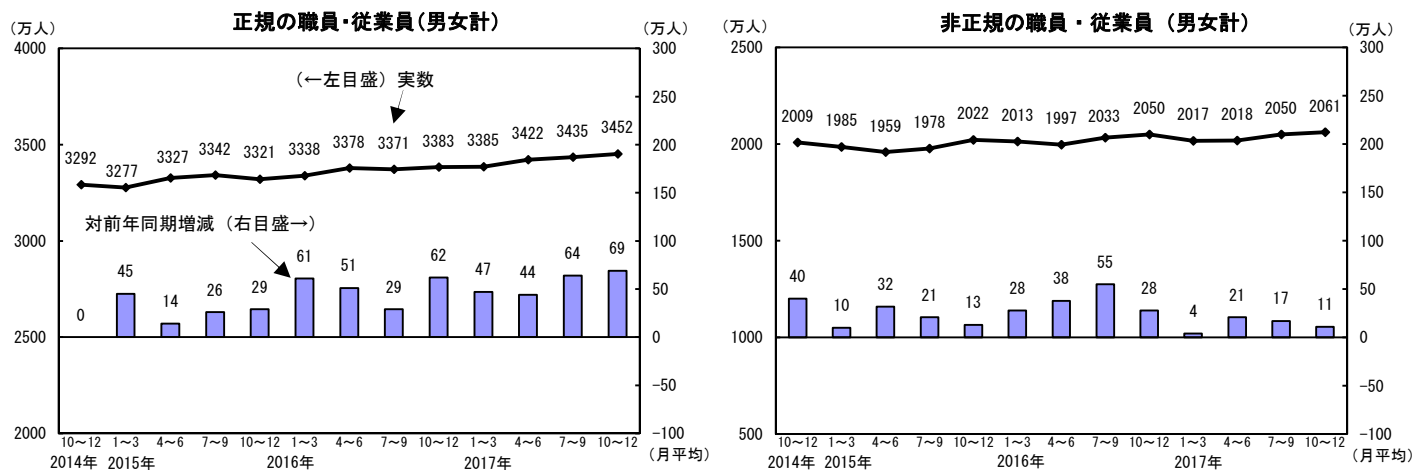 正規の職員･従業員(男女計)
(万人)
(万人)
4000
3500
3000
2500
2000
300
250
200
150
100
50
0
-50
-100
(←左目盛) 実数
3292 3277 3327 3342 3321 3338 3378 3371 3383 3385 3422 3435 3452
対前年同期増減 (右目盛→)
0 45 14 26 29 61 51 29 62 47 44 64 69
10～12 1～3 4～6 7～9 10～12 1～3 4～6 7～9 10～12 1～3 4～6 7～9 10～12
2014年 2015年 2016年 2017年
(月平均)
非正規の職員・従業員 (男女計)
(万人)
(万人)
2500
2000
1500
1000
500
300
250
200
150
100
50
0
-50
-100
2009 1985 1959 1978 2022 2013 1997 2033 2050 2017 2018 2050 2061
40 10 32 21 13 28 38 55 28 4 21 17 11
10～12 1～3 4～6 7～9 10～12 1～3 4～6 7～9 10～12 1～3 4～6 7～9 10～12
2014年 2015年 2016年 2017年
(月平均)